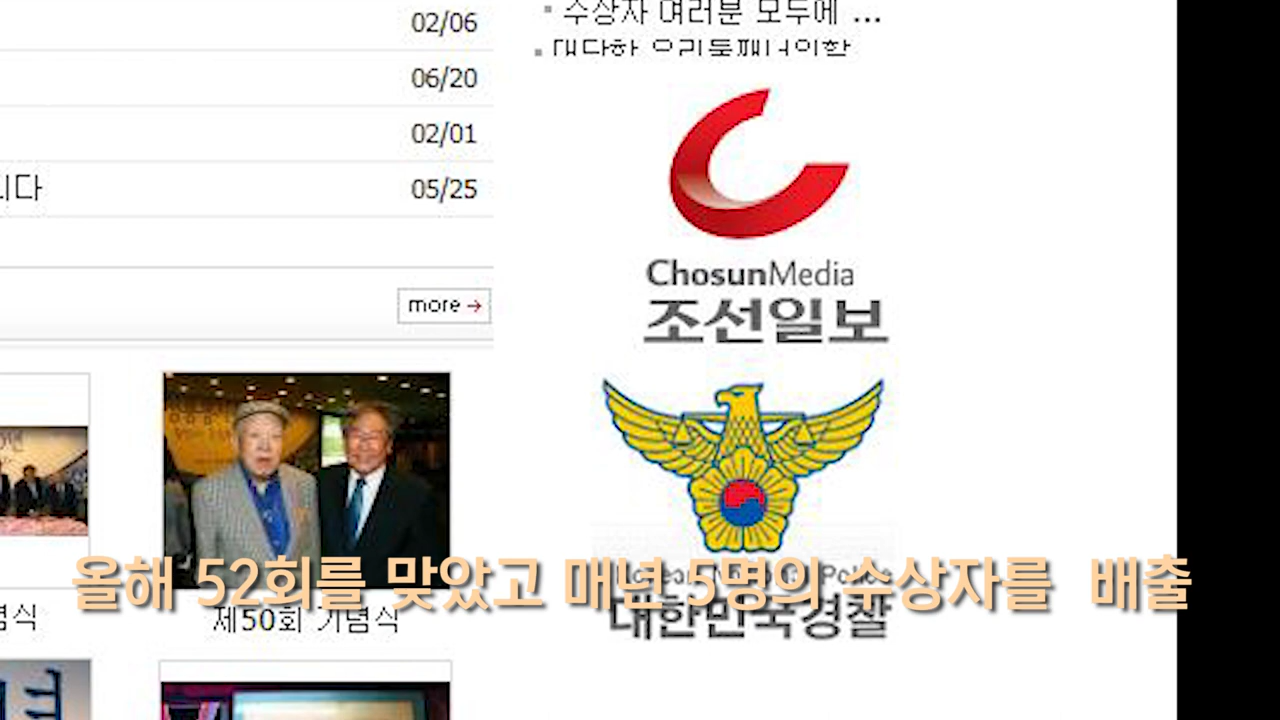 02/06
06/20
02/01
니다
05/25
more
수상자 여러분 모두에 ...
ChosunMedia
조선일보
올해 52회를 맞았고 매년 5명의 수상자를 배출
대한민국경찰
념식
제50회 기념식